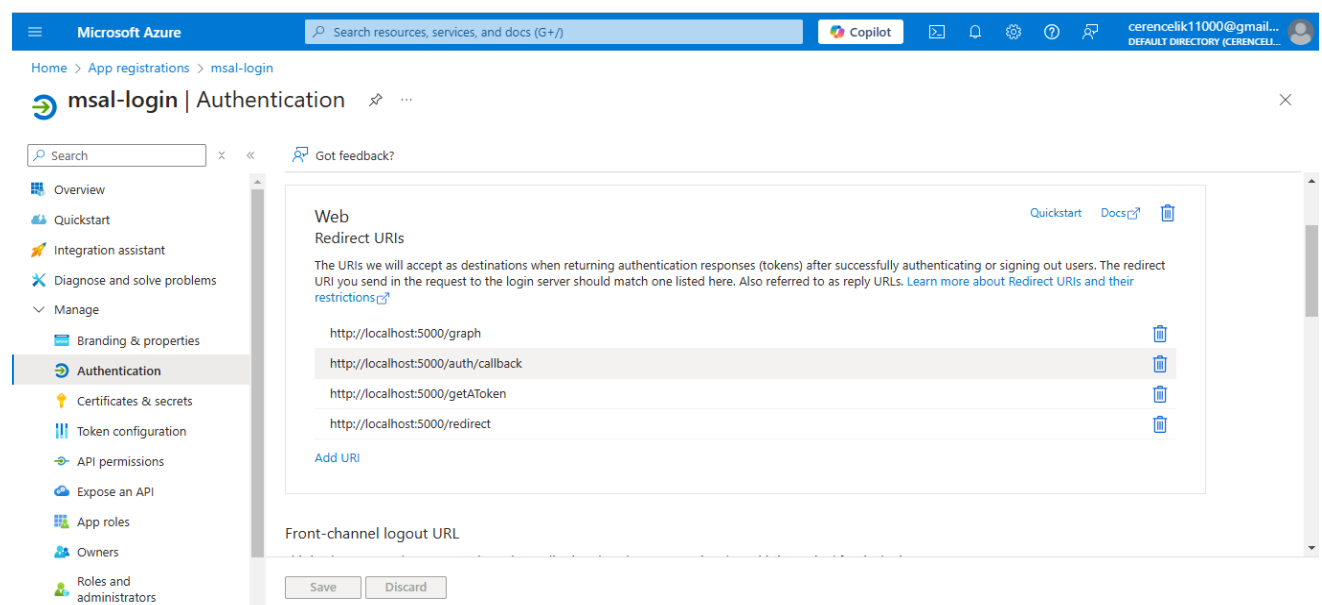 Microsoft Azure
Search resources, services, and docs (G+/)
Copilot
cerencelik11000@gmail...
DEFAULT DIRECTORY (CERENCELI...
Home > App registrations > msal-login
msal-login | Authentication
Search
Got feedback?
Overview
Quickstart
Integration assistant
Diagnose and solve problems
Manage
Branding & properties
Authentication
Certificates & secrets
Token configuration
API permissions
Expose an API
App roles
Owners
Roles and
administrators
Web
Quickstart
Docs
Redirect URIs
The URIs we will accept as destinations when returning authentication responses (tokens) after successfully authenticating or signing out users. The redirect
URI you send in the request to the login server should match one listed here. Also referred to as reply URLs. Learn more about Redirect URIs and their
restrictions
http://localhost:5000/graph
http://localhost:5000/auth/callback
http://localhost:5000/getAToken
http://localhost:5000/redirect
Add URI
Front-channel logout URL
Save
Discard